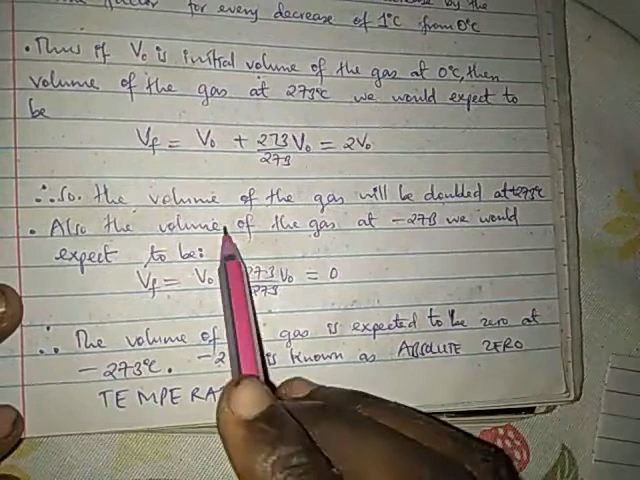 for every decrease of 1°C from 0°C
. Thus if V₀ is initial volume of the gas at 0°C, then
volume of the gas at 273°C we would expect to
be
Vf = V₀ + 273/273 V₀ = 2V₀
∴ So. the volume of the gas will be doubled at +273°C
. Also the volume of the gas at -273 we would
expect to be:
Vf = V₀ 273/273 V₀ = 0
∴ The volume of gas is expected to be zero at
-273°C. -2 is known as ABSOLUTE ZERO
TEMPERA